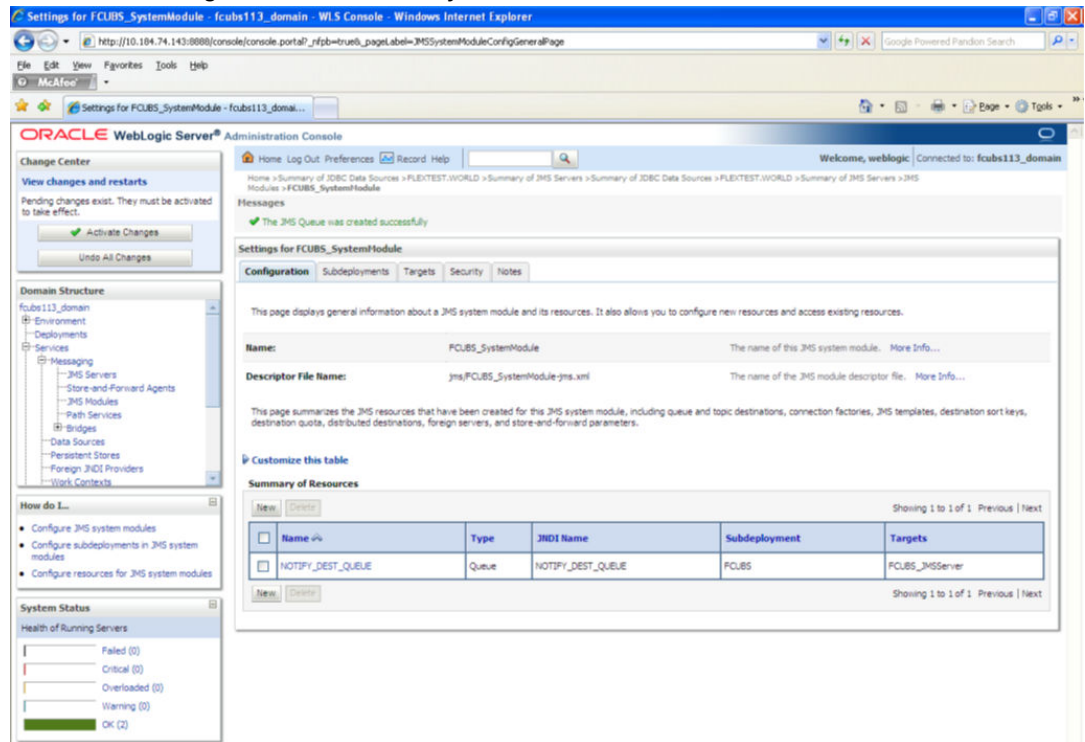 Settings for FCUBS_SystemModule - fcubs113_domain - WLS Console - Windows Internet Explorer
http://10.184.74.143:8888/console/console.portal?_nfpb=true&_pageLabel=JMSSystemModuleConfigGeneralPage
Google Powered Pandion Search
File Edit View Favorites Tools Help
McAfee
Settings for FCUBS_SystemModule - fcubs113_domai...
Page Tools
ORACLE WebLogic Server® Administration Console
Change Center
View changes and restarts
Pending changes exist. They must be activated
to take effect.
Activate Changes
Undo All Changes
Domain Structure
fcubs113_domain
Environment
Deployments
Services
Messaging
JMS Servers
Store-and-Forward Agents
JMS Modules
Path Services
Bridges
Data Sources
Persistent Stores
Foreign JNDI Providers
Work Contexts
How do I...
Configure JMS system modules
Configure subdeployments in JMS system
modules
Configure resources for JMS system modules
System Status
Health of Running Servers
Failed (0)
Critical (0)
Overloaded (0)
Warning (0)
OK (2)
Home Log Out Preferences Record Help
Welcome, weblogic Connected to: fcubs113_domain
Home >Summary of JDBC Data Sources >FLEXTEST.WORLD >Summary of JMS Servers >Summary of JDBC Data Sources >FLEXTEST.WORLD >Summary of JMS Servers >JMS
Modules >FCUBS_SystemModule
Messages
The JMS Queue was created successfully
Settings for FCUBS_SystemModule
Configuration Subdeployments Targets Security Notes
This page displays general information about a JMS system module and its resources. It also allows you to configure new resources and access existing resources.
Name: FCUBS_SystemModule The name of this JMS system module. More Info...
Descriptor File Name: jms/FCUBS_SystemModule-jms.xml The name of the JMS module descriptor file. More Info...
This page summarizes the JMS resources that have been created for this JMS system module, including queue and topic destinations, connection factories, JMS templates, destination sort keys,
destination quota, distributed destinations, foreign servers, and store-and-forward parameters.
Customize this table
Summary of Resources
New Delete Showing 1 to 1 of 1 Previous | Next
Name Type JNDI Name Subdeployment Targets
NOTIFY_DEST_QUEUE Queue NOTIFY_DEST_QUEUE FCUBS FCUBS_JMSServer
New Delete Showing 1 to 1 of 1 Previous | Next